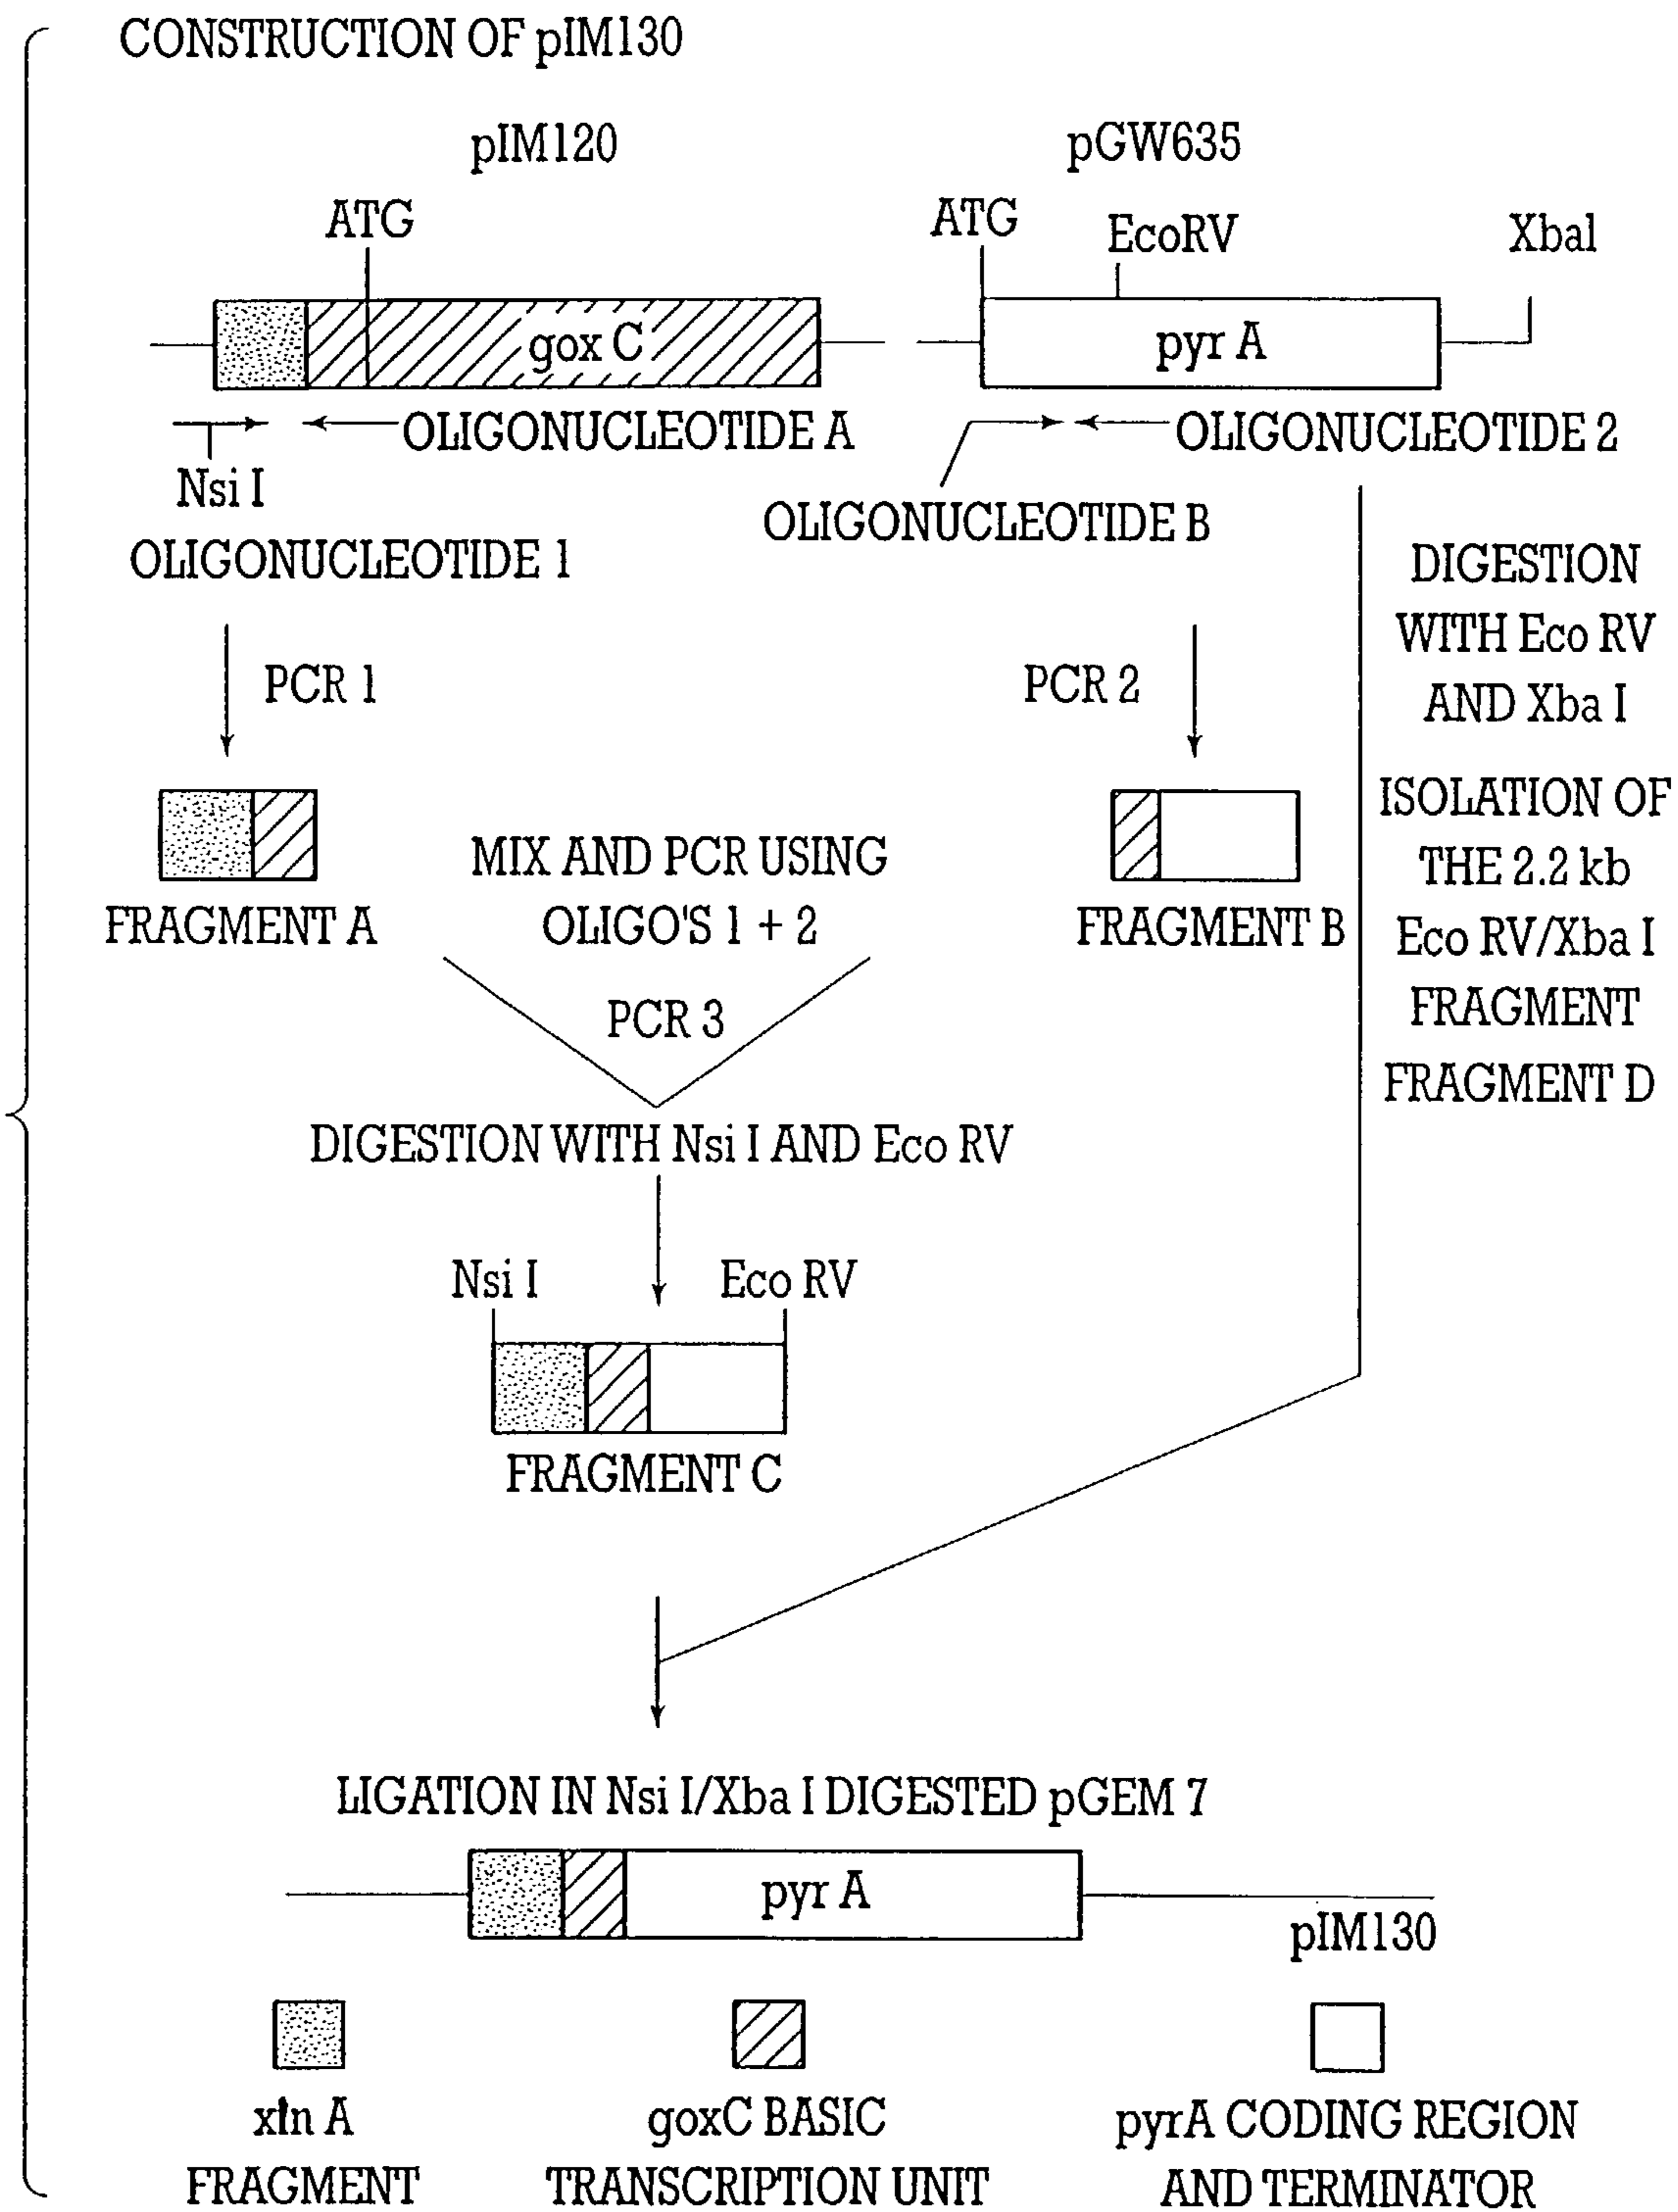 CONSTRUCTION OF pIM130
pIM120
pGW635
ATG
ATG
EcoRV
XbaI
gox C
pyr A
OLIGONUCLEOTIDE A
OLIGONUCLEOTIDE 2
Nsi I
OLIGONUCLEOTIDE B
OLIGONUCLEOTIDE 1
PCR 1
PCR 2
DIGESTION
WITH Eco RV
AND Xba I
ISOLATION OF
THE 2.2 kb
Eco RV/Xba I
FRAGMENT
FRAGMENT D
FRAGMENT A
MIX AND PCR USING
OLIGO'S 1 + 2
FRAGMENT B
PCR 3
DIGESTION WITH Nsi I AND Eco RV
Nsi I
Eco RV
FRAGMENT C
LIGATION IN Nsi I/Xba I DIGESTED pGEM 7
pyr A
pIM130
xln A
FRAGMENT
goxC BASIC
TRANSCRIPTION UNIT
pyrA CODING REGION
AND TERMINATOR